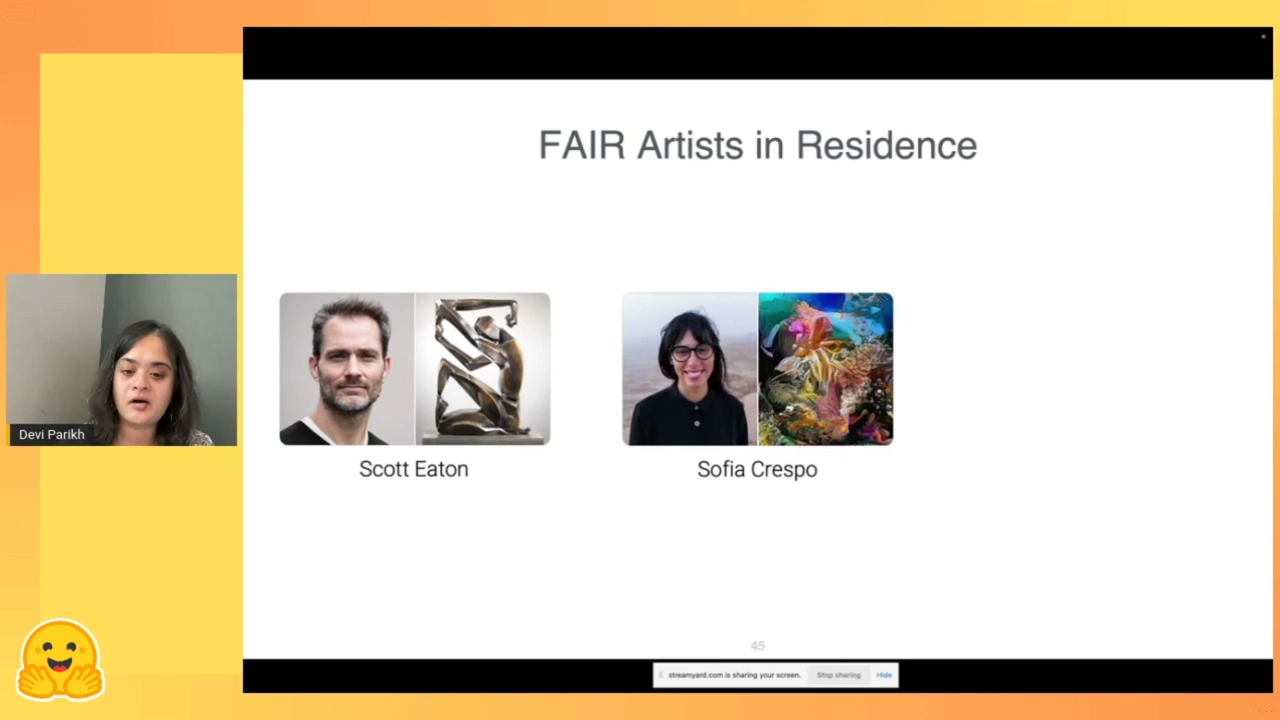 FAIR Artists in Residence
Devi Parikh
Scott Eaton
Sofia Crespo
45
streamyard.com is sharing your screen.
Stop sharing
Hide